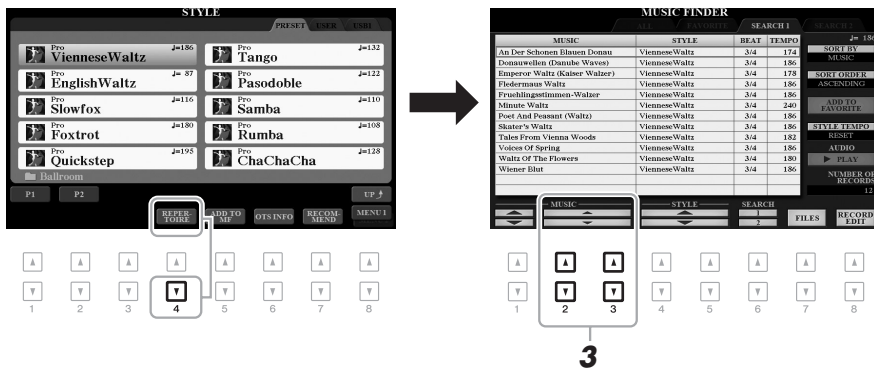 STYLE
PRESET USER USB1
Pro ♩=186
VienneseWaltz
Pro ♩=132
Tango
Pro ♩= 87
EnglishWaltz
Pro ♩=122
Pasodoble
Pro ♩=116
Slowfox
Pro ♩=110
Samba
Pro ♩=180
Foxtrot
Pro ♩=108
Rumba
Pro ♩=195
Quickstep
Pro ♩=128
ChaChaCha
Ballroom
P1 P2 UP
REPER-
TOIRE
ADD TO
MF
OTS INFO
RECOM-
MEND
MENU 1
1 2 3 4 5 6 7 8
MUSIC FINDER
ALL FAVORITE SEARCH 1 SEARCH 2
♩= 186
MUSIC STYLE BEAT TEMPO
An Der Schonen Blauen Donau VienneseWaltz 3/4 174
Donauwellen (Danube Waves) VienneseWaltz 3/4 186
Emperor Waltz (Kaiser Walzer) VienneseWaltz 3/4 178
Fledermaus Waltz VienneseWaltz 3/4 186
Fruehlingsstimmen-Walzer VienneseWaltz 3/4 186
Minute Waltz VienneseWaltz 3/4 240
Poet And Peasant (Waltz) VienneseWaltz 3/4 186
Skater's Waltz VienneseWaltz 3/4 186
Tales From Vienna Woods VienneseWaltz 3/4 182
Voices Of Spring VienneseWaltz 3/4 186
Waltz Of The Flowers VienneseWaltz 3/4 180
Wiener Blut VienneseWaltz 3/4 186
SORT BY
MUSIC
SORT ORDER
ASCENDING
ADD TO
FAVORITE
STYLE TEMPO
RESET
AUDIO
PLAY
NUMBER OF
RECORDS
12
MUSIC STYLE SEARCH
1
2
FILES
RECORD
EDIT
1 2 3 4 5 6 7 8
3